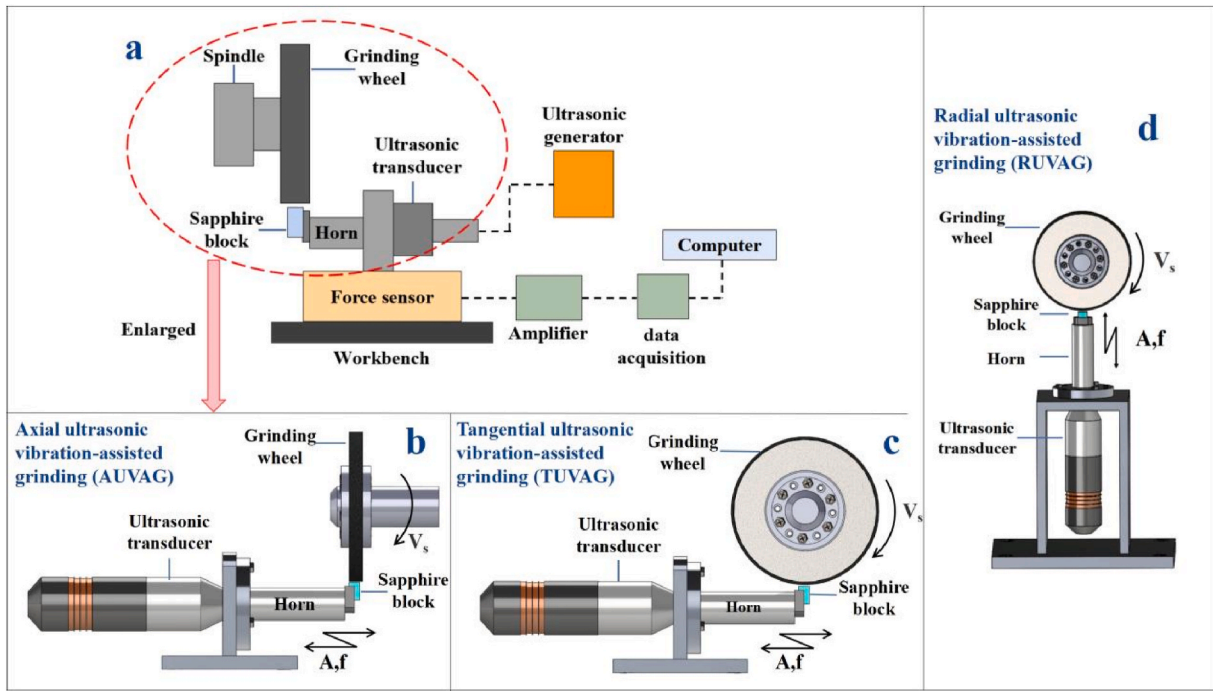 a
Spindle
Grinding
wheel
Ultrasonic
generator
Ultrasonic
transducer
Sapphire
block
Horn
Computer
Force sensor
Amplifier
data
acquisition
Workbench
Enlarged
Axial ultrasonic
vibration-assisted
grinding (AUVAG)
b
Grinding
wheel
Ultrasonic
transducer
Vs
Sapphire
block
Horn
A,f
Tangential ultrasonic
vibration-assisted
grinding (TUVAG)
c
Grinding
wheel
Ultrasonic
transducer
Vs
Sapphire
block
Horn
A,f
Radial ultrasonic
vibration-assisted
grinding (RUVAG)
d
Grinding
wheel
Vs
Sapphire
block
A,f
Horn
Ultrasonic
transducer